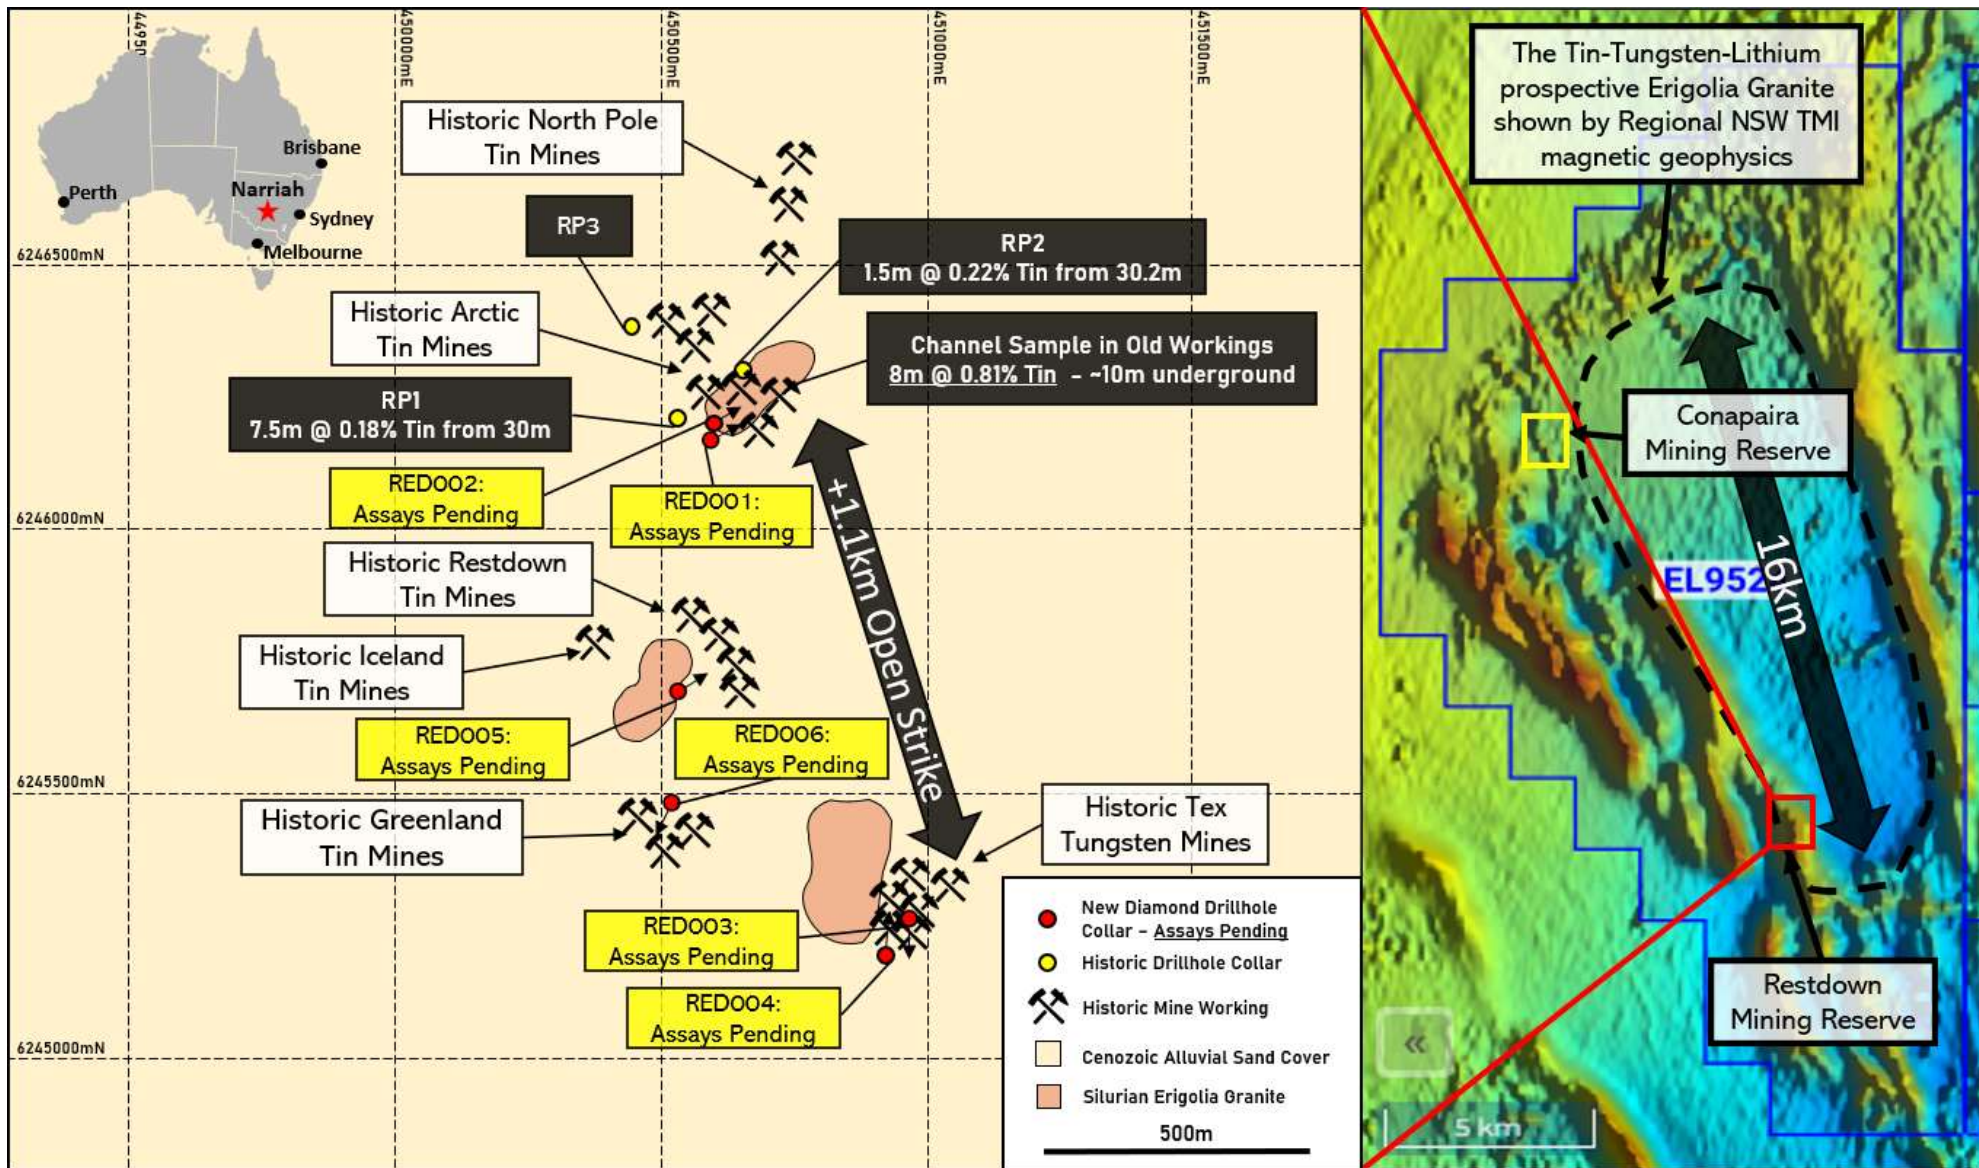 449500mE
450000mE
450500mE
451000mE
451500mE
6246500mN
6246000mN
6245500mN
6245000mN
Brisbane
Perth
Narriah
Sydney
Melbourne
Historic North Pole
Tin Mines
RP3
RP2
1.5m @ 0.22% Tin from 30.2m
Historic Arctic
Tin Mines
Channel Sample in Old Workings
8m @ 0.81% Tin – ~10m underground
RP1
7.5m @ 0.18% Tin from 30m
RED002:
Assays Pending
RED001:
Assays Pending
+1.1km Open Strike
Historic Restdown
Tin Mines
Historic Iceland
Tin Mines
RED005:
Assays Pending
RED006:
Assays Pending
Historic Greenland
Tin Mines
Historic Tex
Tungsten Mines
RED003:
Assays Pending
RED004:
Assays Pending
New Diamond Drillhole
Collar – Assays Pending
Historic Drillhole Collar
Historic Mine Working
Cenozoic Alluvial Sand Cover
Silurian Erigolia Granite
500m
The Tin-Tungsten-Lithium
prospective Erigolia Granite
shown by Regional NSW TMI
magnetic geophysics
Conapaira
Mining Reserve
EL952
16km
Restdown
Mining Reserve
«
5 km